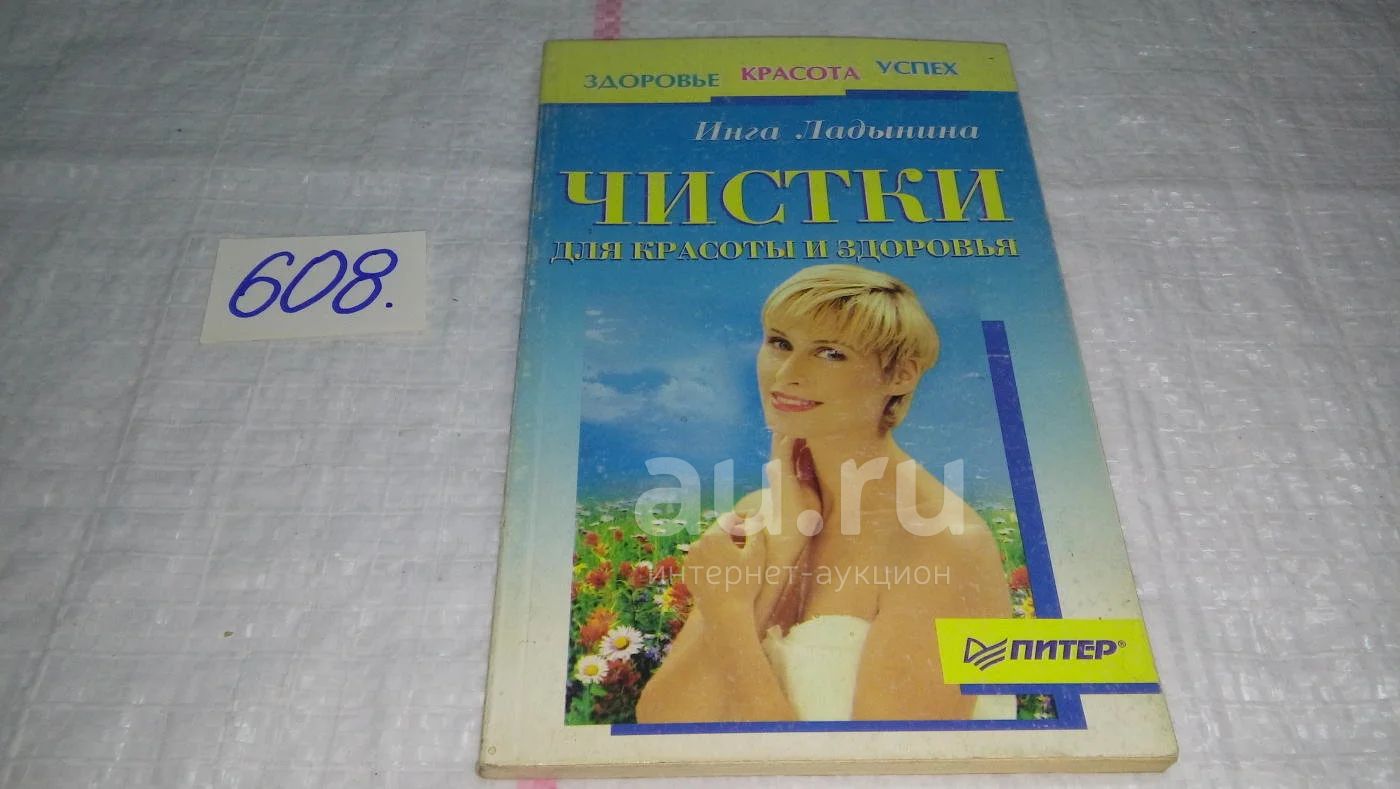 ЗДОРОВЬЕ КРАСОТА УСПЕХ
Инга Ладынина
ЧИСТКИ
ДЛЯ КРАСОТЫ И ЗДОРОВЬЯ
608.
au.ru
интернет-аукцион
ПИТЕР®